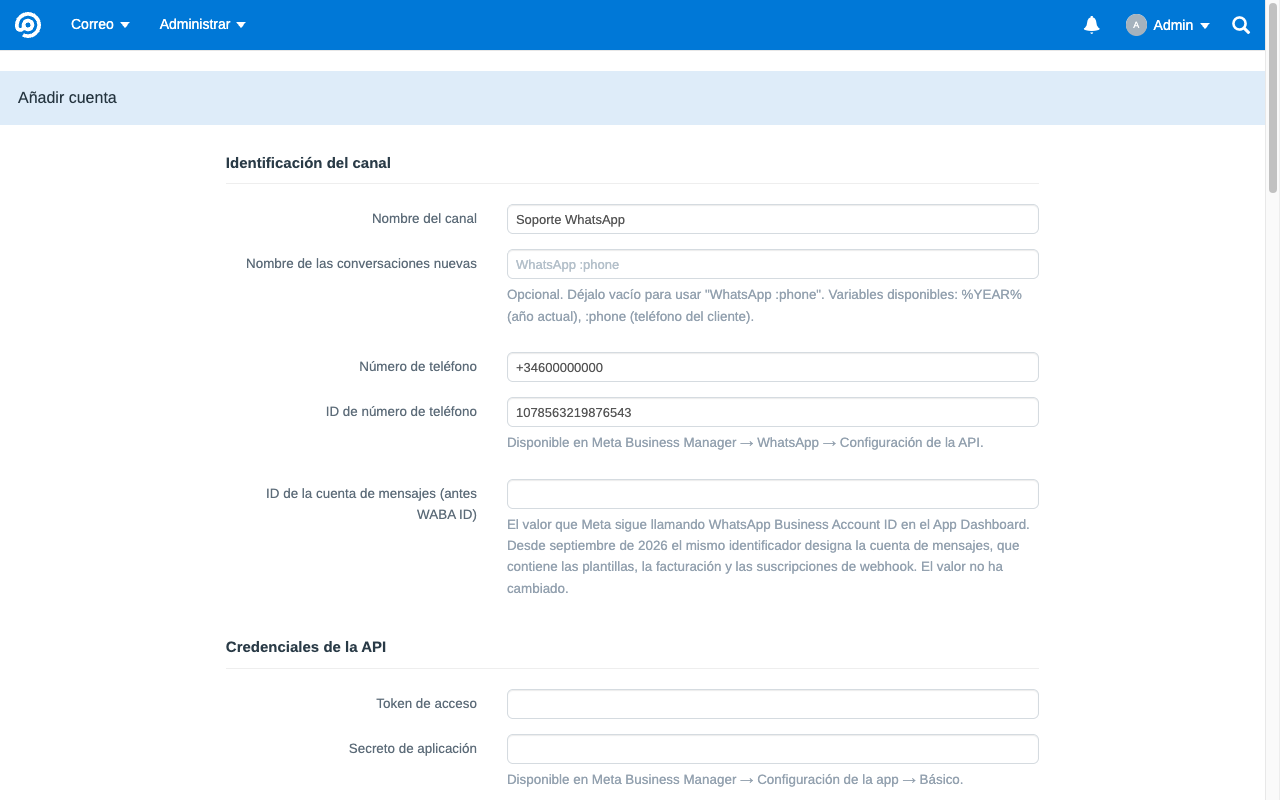 Correo
Administrar
A
Admin
Añadir cuenta
Identificación del canal
Nombre del canal
Soporte WhatsApp
Nombre de las conversaciones nuevas
WhatsApp :phone
Opcional. Déjalo vacío para usar "WhatsApp :phone". Variables disponibles: %YEAR%
(año actual), :phone (teléfono del cliente).
Número de teléfono
+34600000000
ID de número de teléfono
1078563219876543
Disponible en Meta Business Manager → WhatsApp → Configuración de la API.
ID de la cuenta de mensajes (antes
WABA ID)
El valor que Meta sigue llamando WhatsApp Business Account ID en el App Dashboard.
Desde septiembre de 2026 el mismo identificador designa la cuenta de mensajes, que
contiene las plantillas, la facturación y las suscripciones de webhook. El valor no ha
cambiado.
Credenciales de la API
Token de acceso
Secreto de aplicación
Disponible en Meta Business Manager → Configuración de la app → Básico.